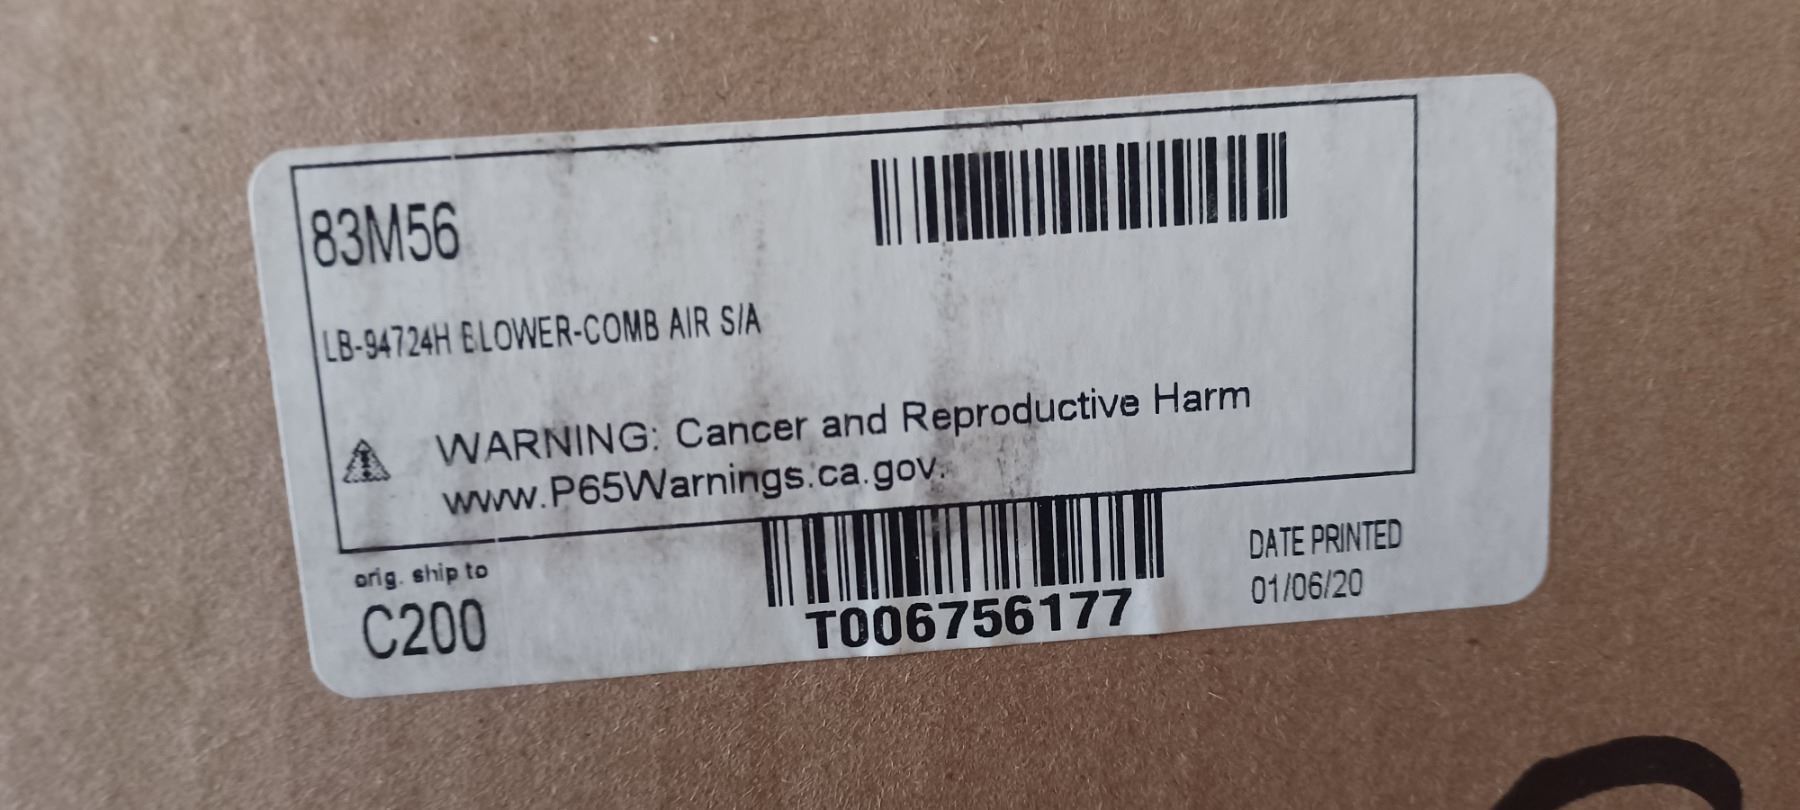 83M56
LB-94724H BLOWER-COMB AIR S/A
WARNING: Cancer and Reproductive Harm
www.P65Warnings.ca.gov.
orig. ship to
C200
T006756177
DATE PRINTED
01/06/20